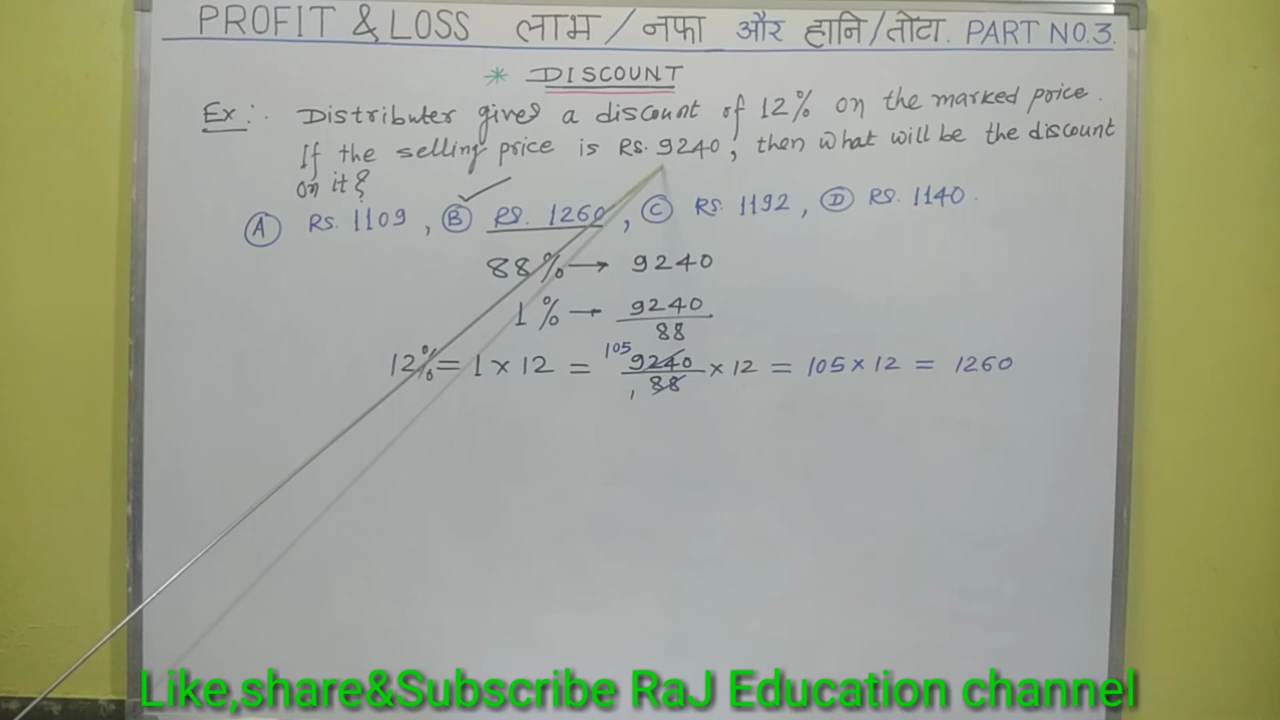 PROFIT & LOSS लाभ / नफा और हानि/तोटा. PART NO.3.
* DISCOUNT
Ex:. Distributer gives a discount of 12% on the marked price.
If the selling price is Rs. 9240, then what will be the discount
on it?
(A) Rs. 1109, (B) Rs. 1260, (C) Rs. 1192, (D) Rs. 1140.
88% → 9240
1% → 9240/88
12% = 1 × 12 = 105 9240/88 1 × 12 = 105 × 12 = 1260
Like,share&Subscribe RaJ Education channel